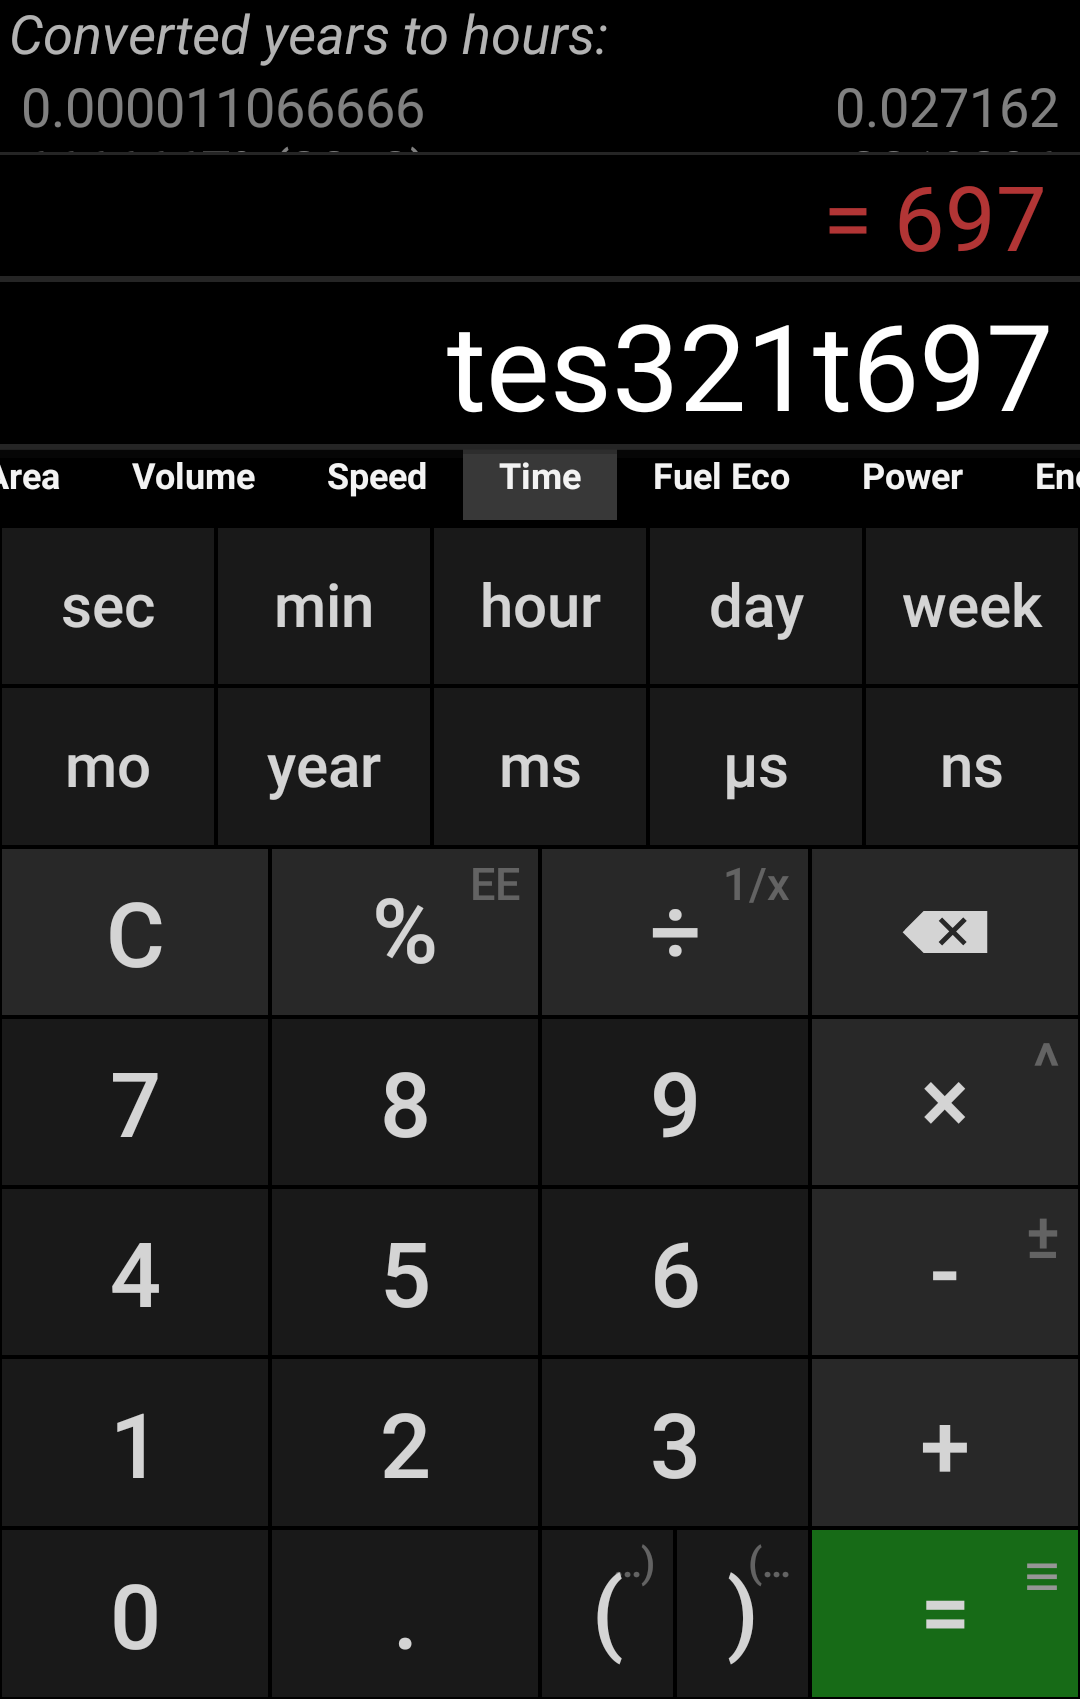 Converted years to hours:
0.000011066666 0.027162
= 697
tes321t697
Area Volume Speed Time Fuel Eco Power
sec min hour day week
mo year ms µs ns
C % EE ÷ 1/x
7 8 9 × ^
4 5 6 - ±
1 2 3 +
0 . ( ..) ) (... = ≡